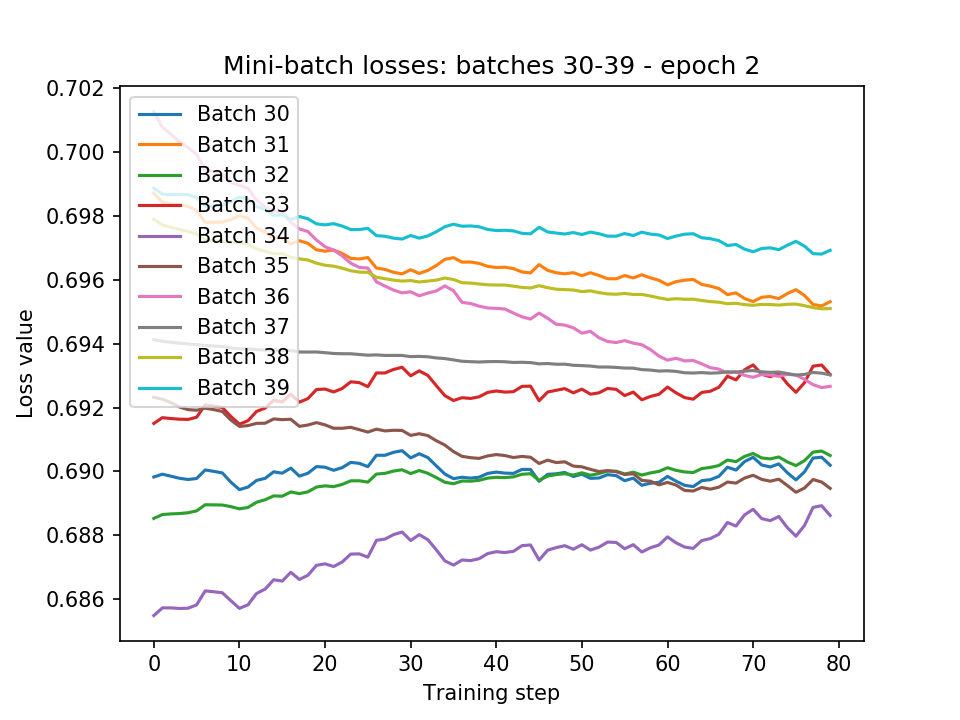 Mini-batch losses: batches 30-39 - epoch 2
0.702
0.700
0.698
0.696
0.694
0.692
0.690
0.688
0.686
Loss value
Batch 30
Batch 31
Batch 32
Batch 33
Batch 34
Batch 35
Batch 36
Batch 37
Batch 38
Batch 39
0 10 20 30 40 50 60 70 80
Training step